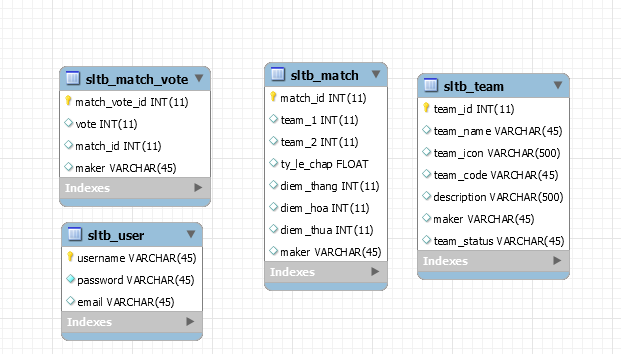 sltb_match_vote
match_vote_id INT(11)
vote INT(11)
match_id INT(11)
maker VARCHAR(45)
Indexes
sltb_user
username VARCHAR(45)
password VARCHAR(45)
email VARCHAR(45)
Indexes
sltb_match
match_id INT(11)
team_1 INT(11)
team_2 INT(11)
ty_le_chap FLOAT
diem_thang INT(11)
diem_hoa INT(11)
diem_thua INT(11)
maker VARCHAR(45)
Indexes
sltb_team
team_id INT(11)
team_name VARCHAR(45)
team_icon VARCHAR(500)
team_code VARCHAR(45)
description VARCHAR(500)
maker VARCHAR(45)
team_status VARCHAR(45)
Indexes